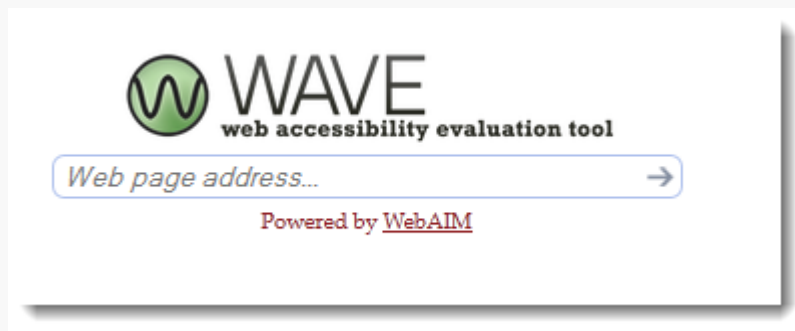 WAVE
web accessibility evaluation tool
Web page address...
Powered by WebAIM